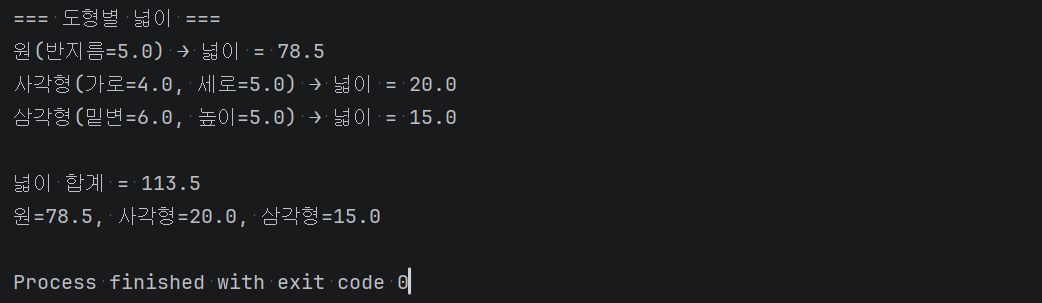 === 도형별 넓이 ===
원(반지름=5.0) → 넓이 = 78.5
사각형(가로=4.0, 세로=5.0) → 넓이 = 20.0
삼각형(밑변=6.0, 높이=5.0) → 넓이 = 15.0
넓이 합계 = 113.5
원=78.5, 사각형=20.0, 삼각형=15.0
Process finished with exit code 0